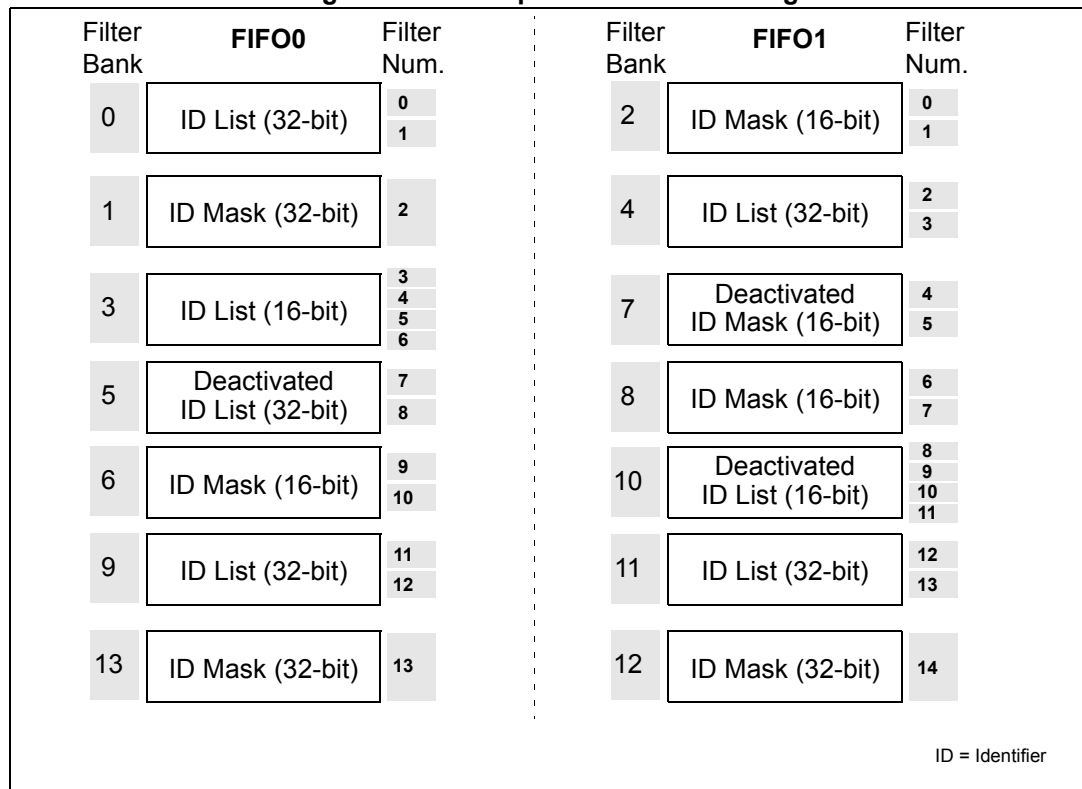 Filter Bank FIFO0 Filter Num.
0 ID List (32-bit) 0 1
1 ID Mask (32-bit) 2
3 ID List (16-bit) 3 4 5 6
5 Deactivated ID List (32-bit) 7 8
6 ID Mask (16-bit) 9 10
9 ID List (32-bit) 11 12
13 ID Mask (32-bit) 13
Filter Bank FIFO1 Filter Num.
2 ID Mask (16-bit) 0 1
4 ID List (32-bit) 2 3
7 Deactivated ID Mask (16-bit) 4 5
8 ID Mask (16-bit) 6 7
10 Deactivated ID List (16-bit) 8 9 10 11
11 ID List (32-bit) 12 13
12 ID Mask (32-bit) 14
ID = Identifier